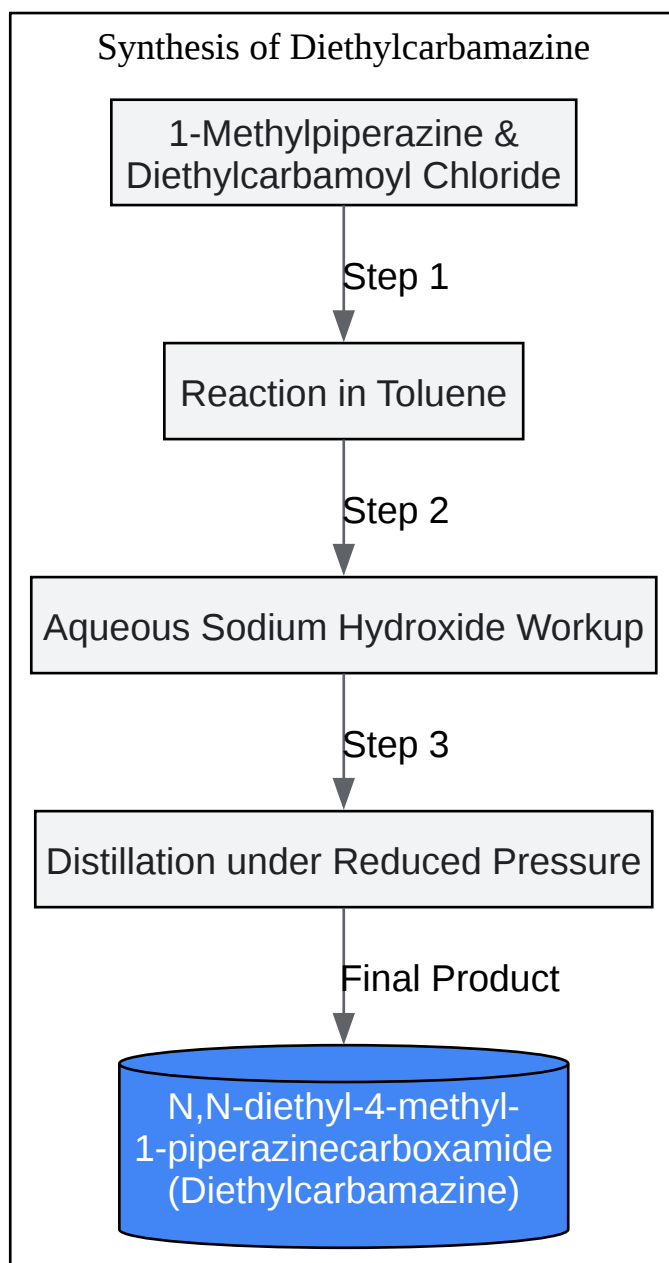 Synthesis of Diethylcarbamazine
1-Methylpiperazine &
Diethylcarbamoyl Chloride
Step 1
Reaction in Toluene
Step 2
Aqueous Sodium Hydroxide Workup
Step 3
Distillation under Reduced Pressure
Final Product
N,N-diethyl-4-methyl-
1-piperazinecarboxamide
(Diethylcarbamazine)